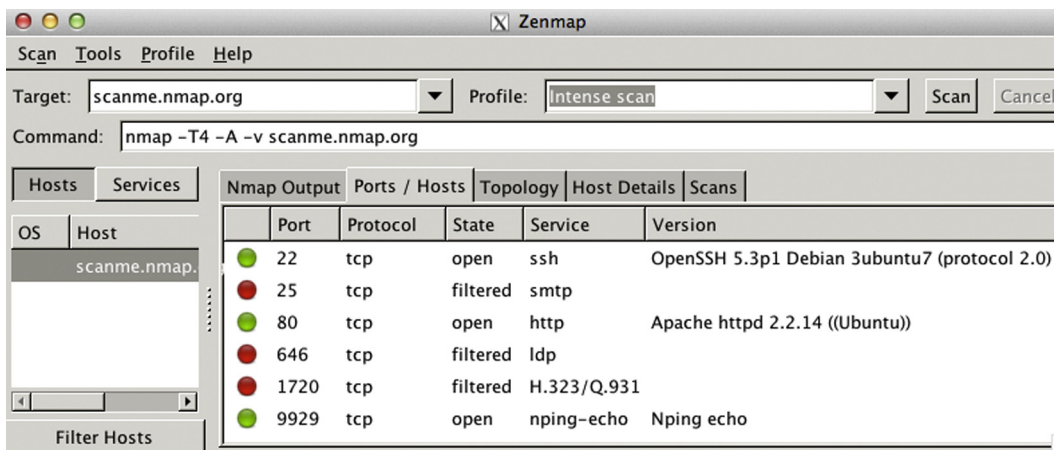 Zenmap
Scan Tools Profile Help
Target: scanme.nmap.org Profile: Intense scan Scan Cancel
Command: nmap -T4 -A -v scanme.nmap.org
Hosts Services Nmap Output Ports / Hosts Topology Host Details Scans
OS Host Port Protocol State Service Version
scanme.nmap.
22 tcp open ssh OpenSSH 5.3p1 Debian 3ubuntu7 (protocol 2.0)
25 tcp filtered smtp
80 tcp open http Apache httpd 2.2.14 ((Ubuntu))
646 tcp filtered ldp
1720 tcp filtered H.323/Q.931
9929 tcp open nping-echo Nping echo
Filter Hosts